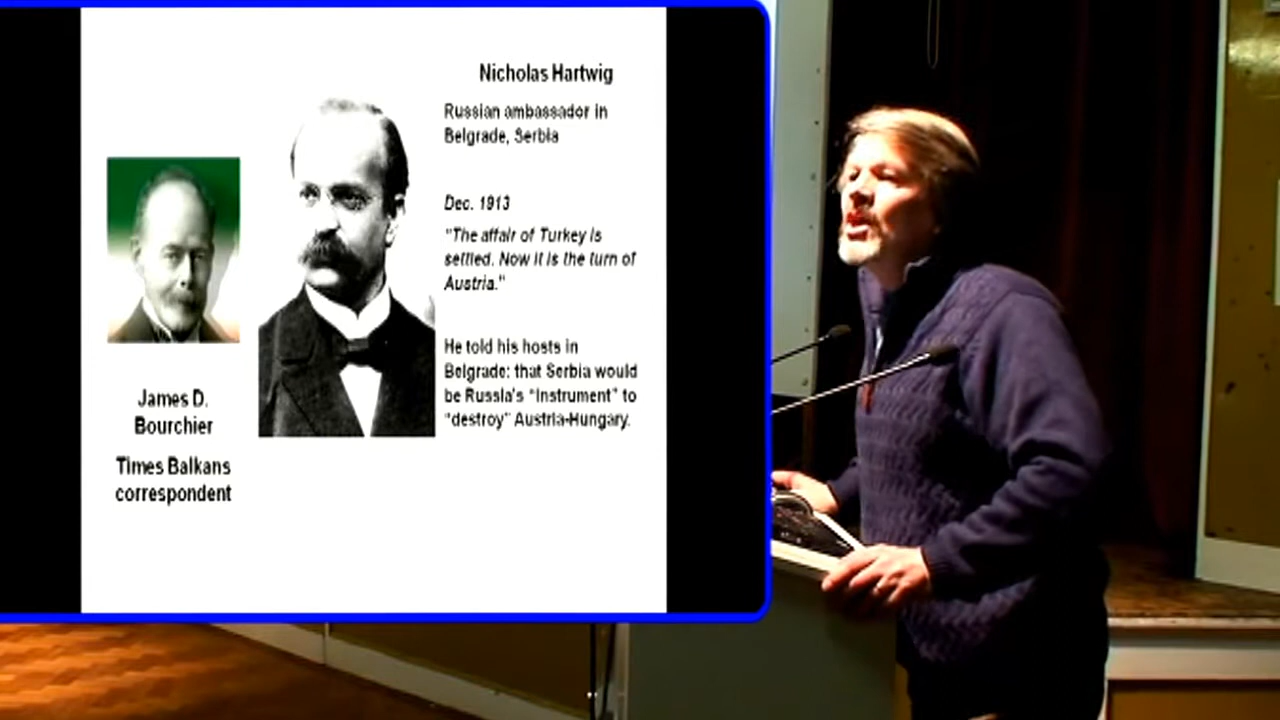 Nicholas Hartwig
Russian ambassador in
Belgrade, Serbia
Dec. 1913
"The affair of Turkey is
settled. Now it is the turn of
Austria."
He told his hosts in
Belgrade: that Serbia would
be Russia's "instrument" to
"destroy" Austria-Hungary.
James D.
Bourchier
Times Balkans
correspondent